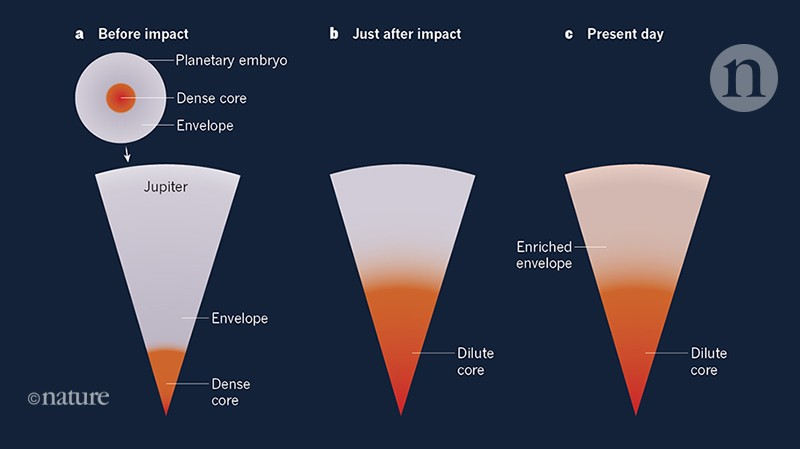 a Before impact
Planetary embryo
Dense core
Envelope
Jupiter
Envelope
Dense
core
b Just after impact
Dilute
core
c Present day
Enriched
envelope
Dilute
core
n
©nature